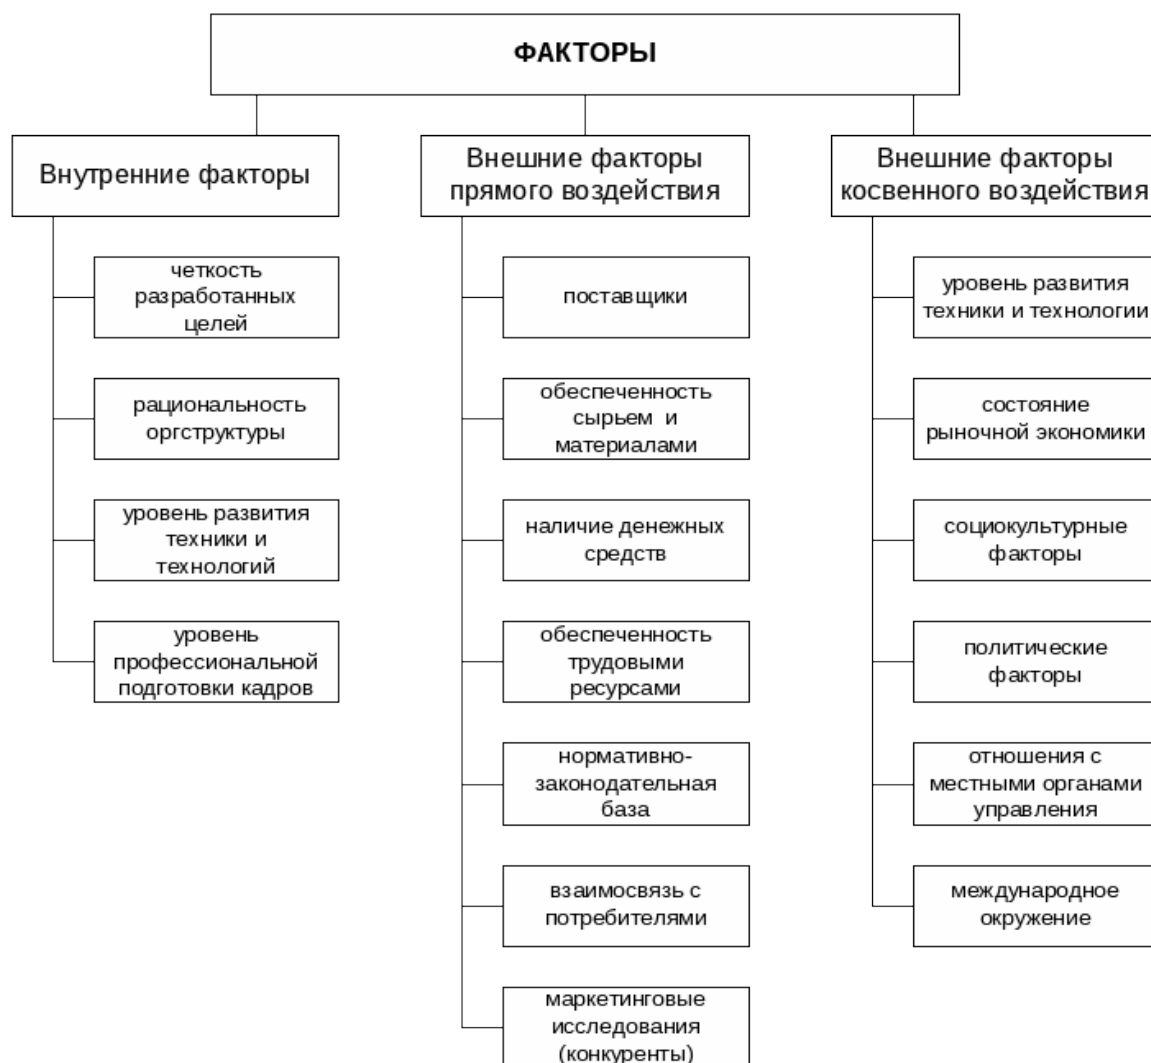 ФАКТОРЫ
Внутренние факторы
четкость
разработанных
целей
рациональность
оргструктуры
уровень развития
техники и
технологий
уровень
профессиональной
подготовки кадров
Внешние факторы
прямого воздействия
поставщики
обеспеченность
сырьем и
материалами
наличие денежных
средств
обеспеченность
трудовыми
ресурсами
нормативно-
законодательная
база
взаимосвязь с
потребителями
маркетинговые
исследования
(конкуренты)
Внешние факторы
косвенного воздействия
уровень развития
техники и технологии
состояние
рыночной экономики
социокультурные
факторы
политические
факторы
отношения с
местными органами
управления
международное
окружение